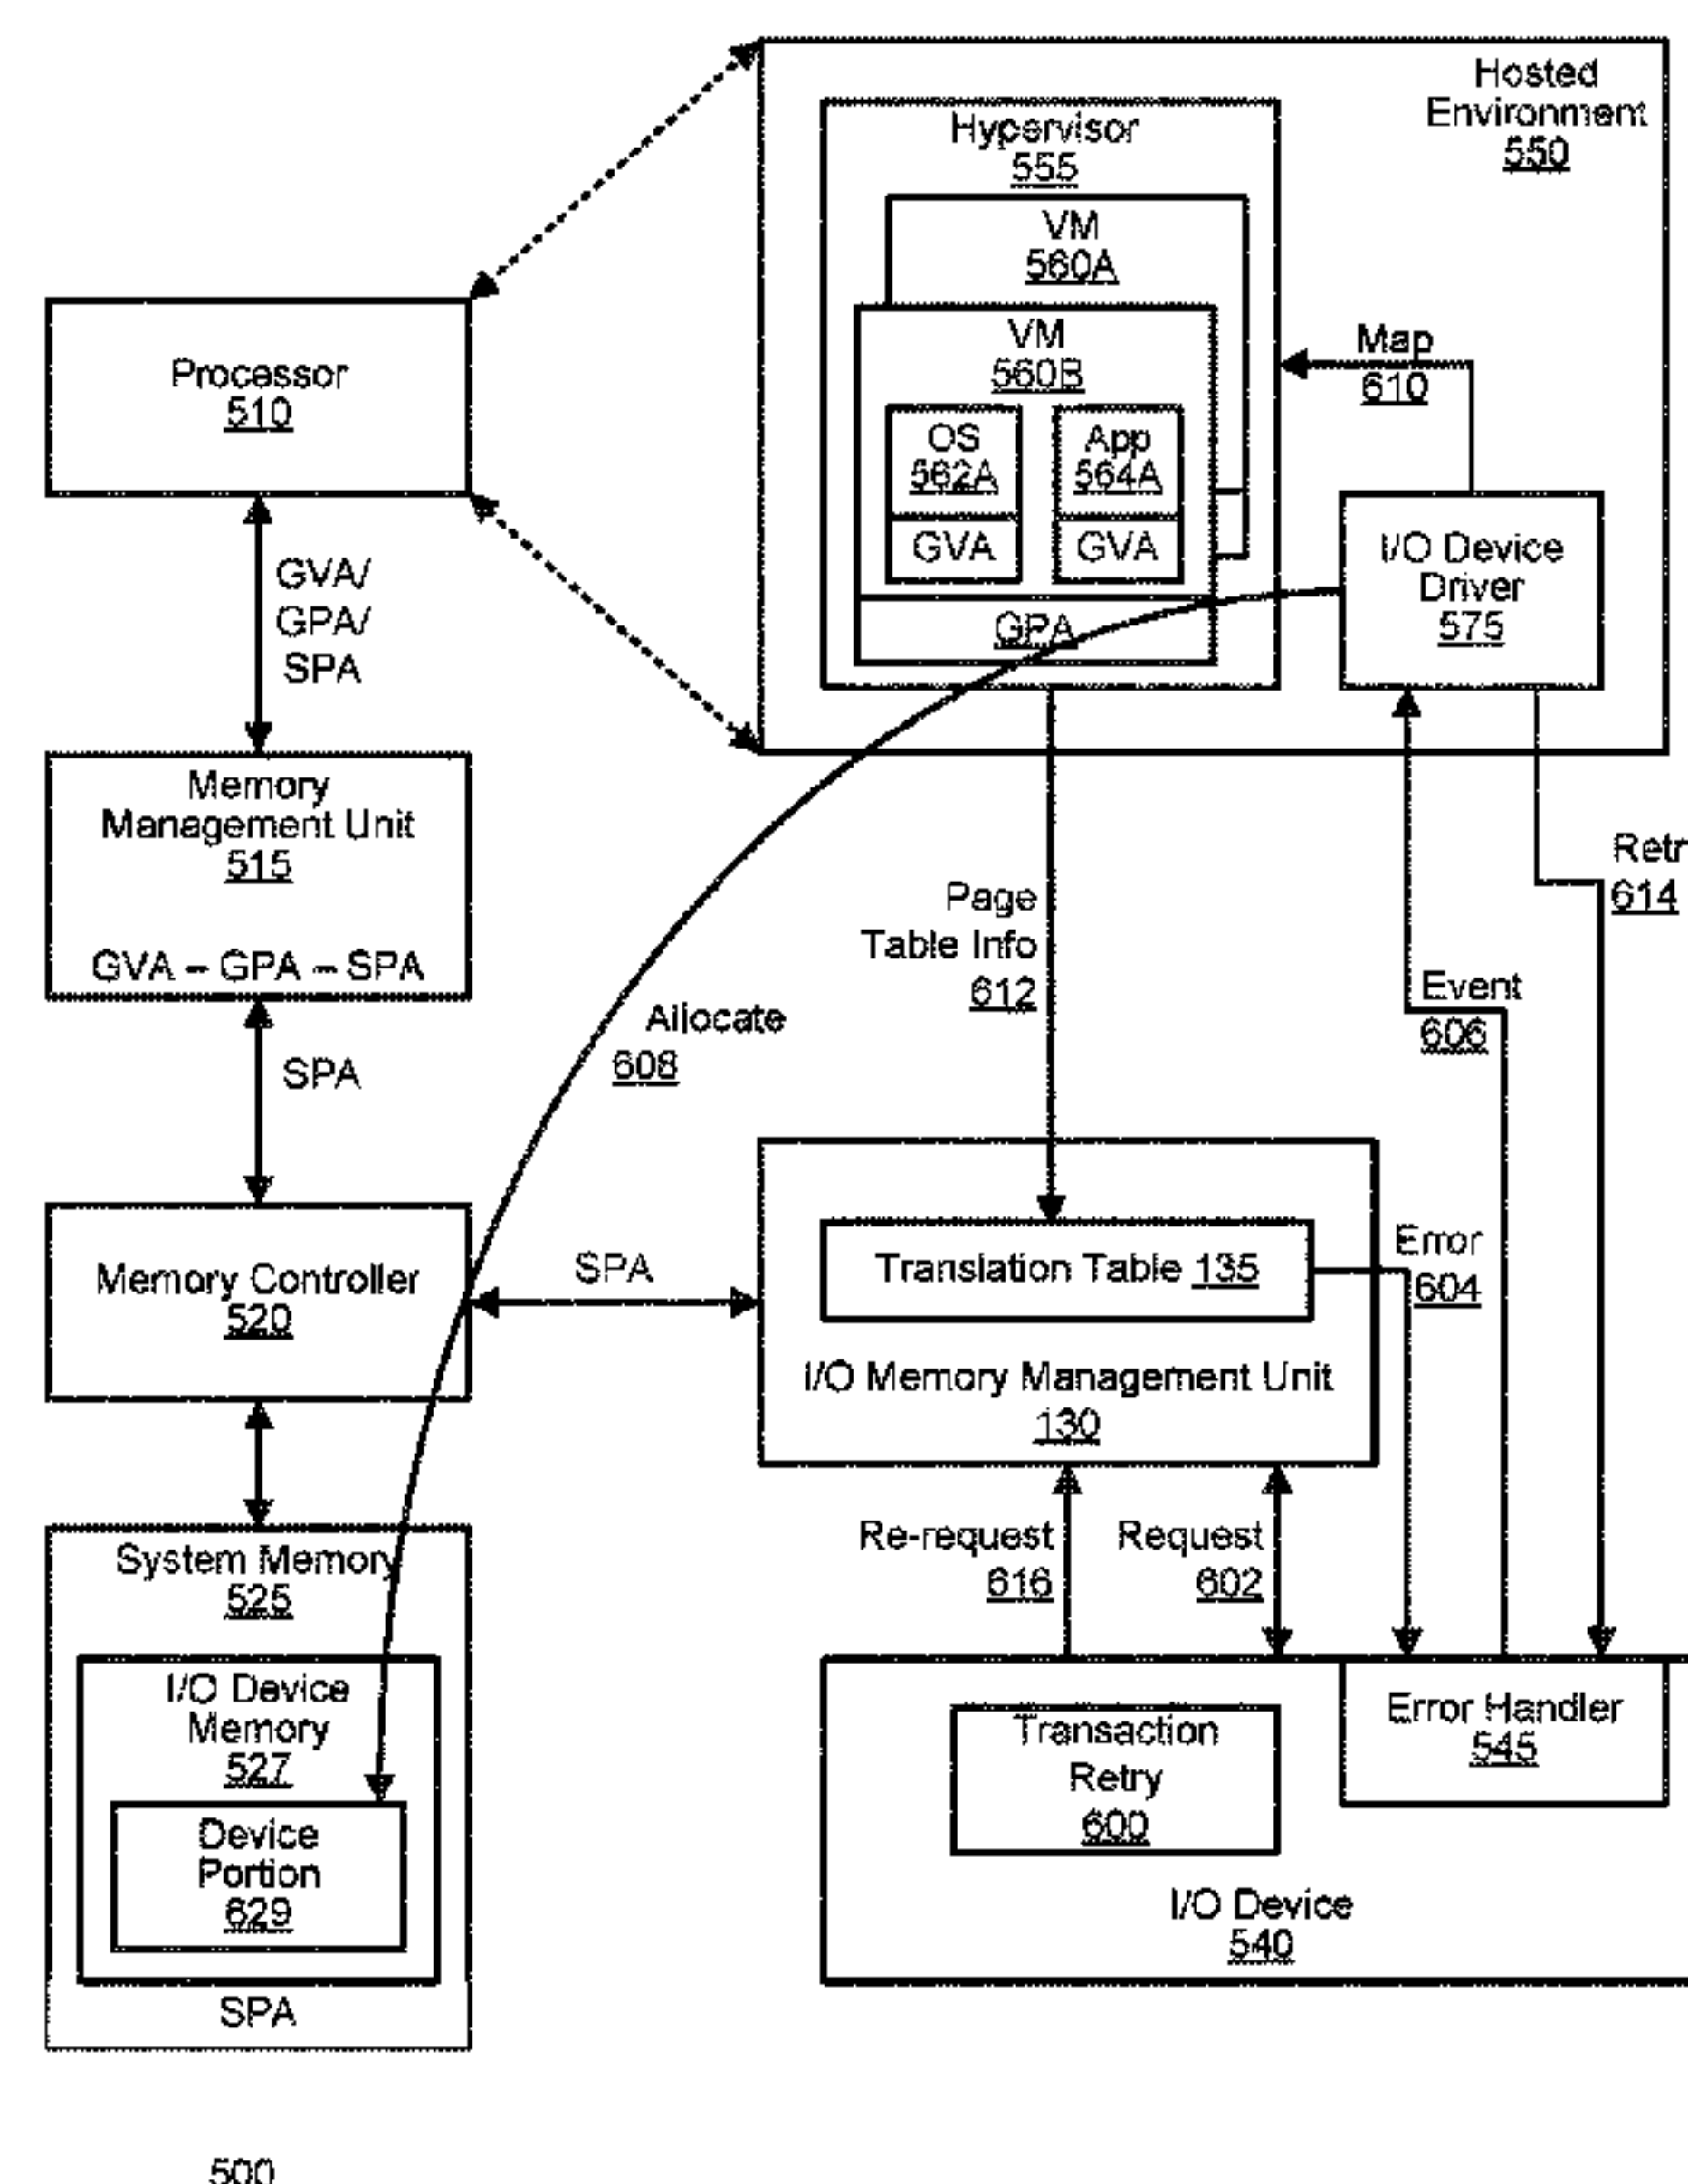 Hosted
Environment
550
Hypervisor
555
VM
560A
VM
560B
OS
562A
App
564A
GVA
GVA
GPA
Map
610
I/O Device
Driver
575
Processor
510
GVA/
GPA/
SPA
Memory
Management Unit
515
GVA – GPA – SPA
SPA
Page
Table Info
612
Retr
614
Event
606
Allocate
608
Memory Controller
520
SPA
Translation Table 135
I/O Memory Management Unit
130
Error
604
Re-request
616
Request
602
System Memory
525
I/O Device
Memory
527
Device
Portion
629
SPA
Transaction
Retry
600
Error Handler
545
I/O Device
540
500